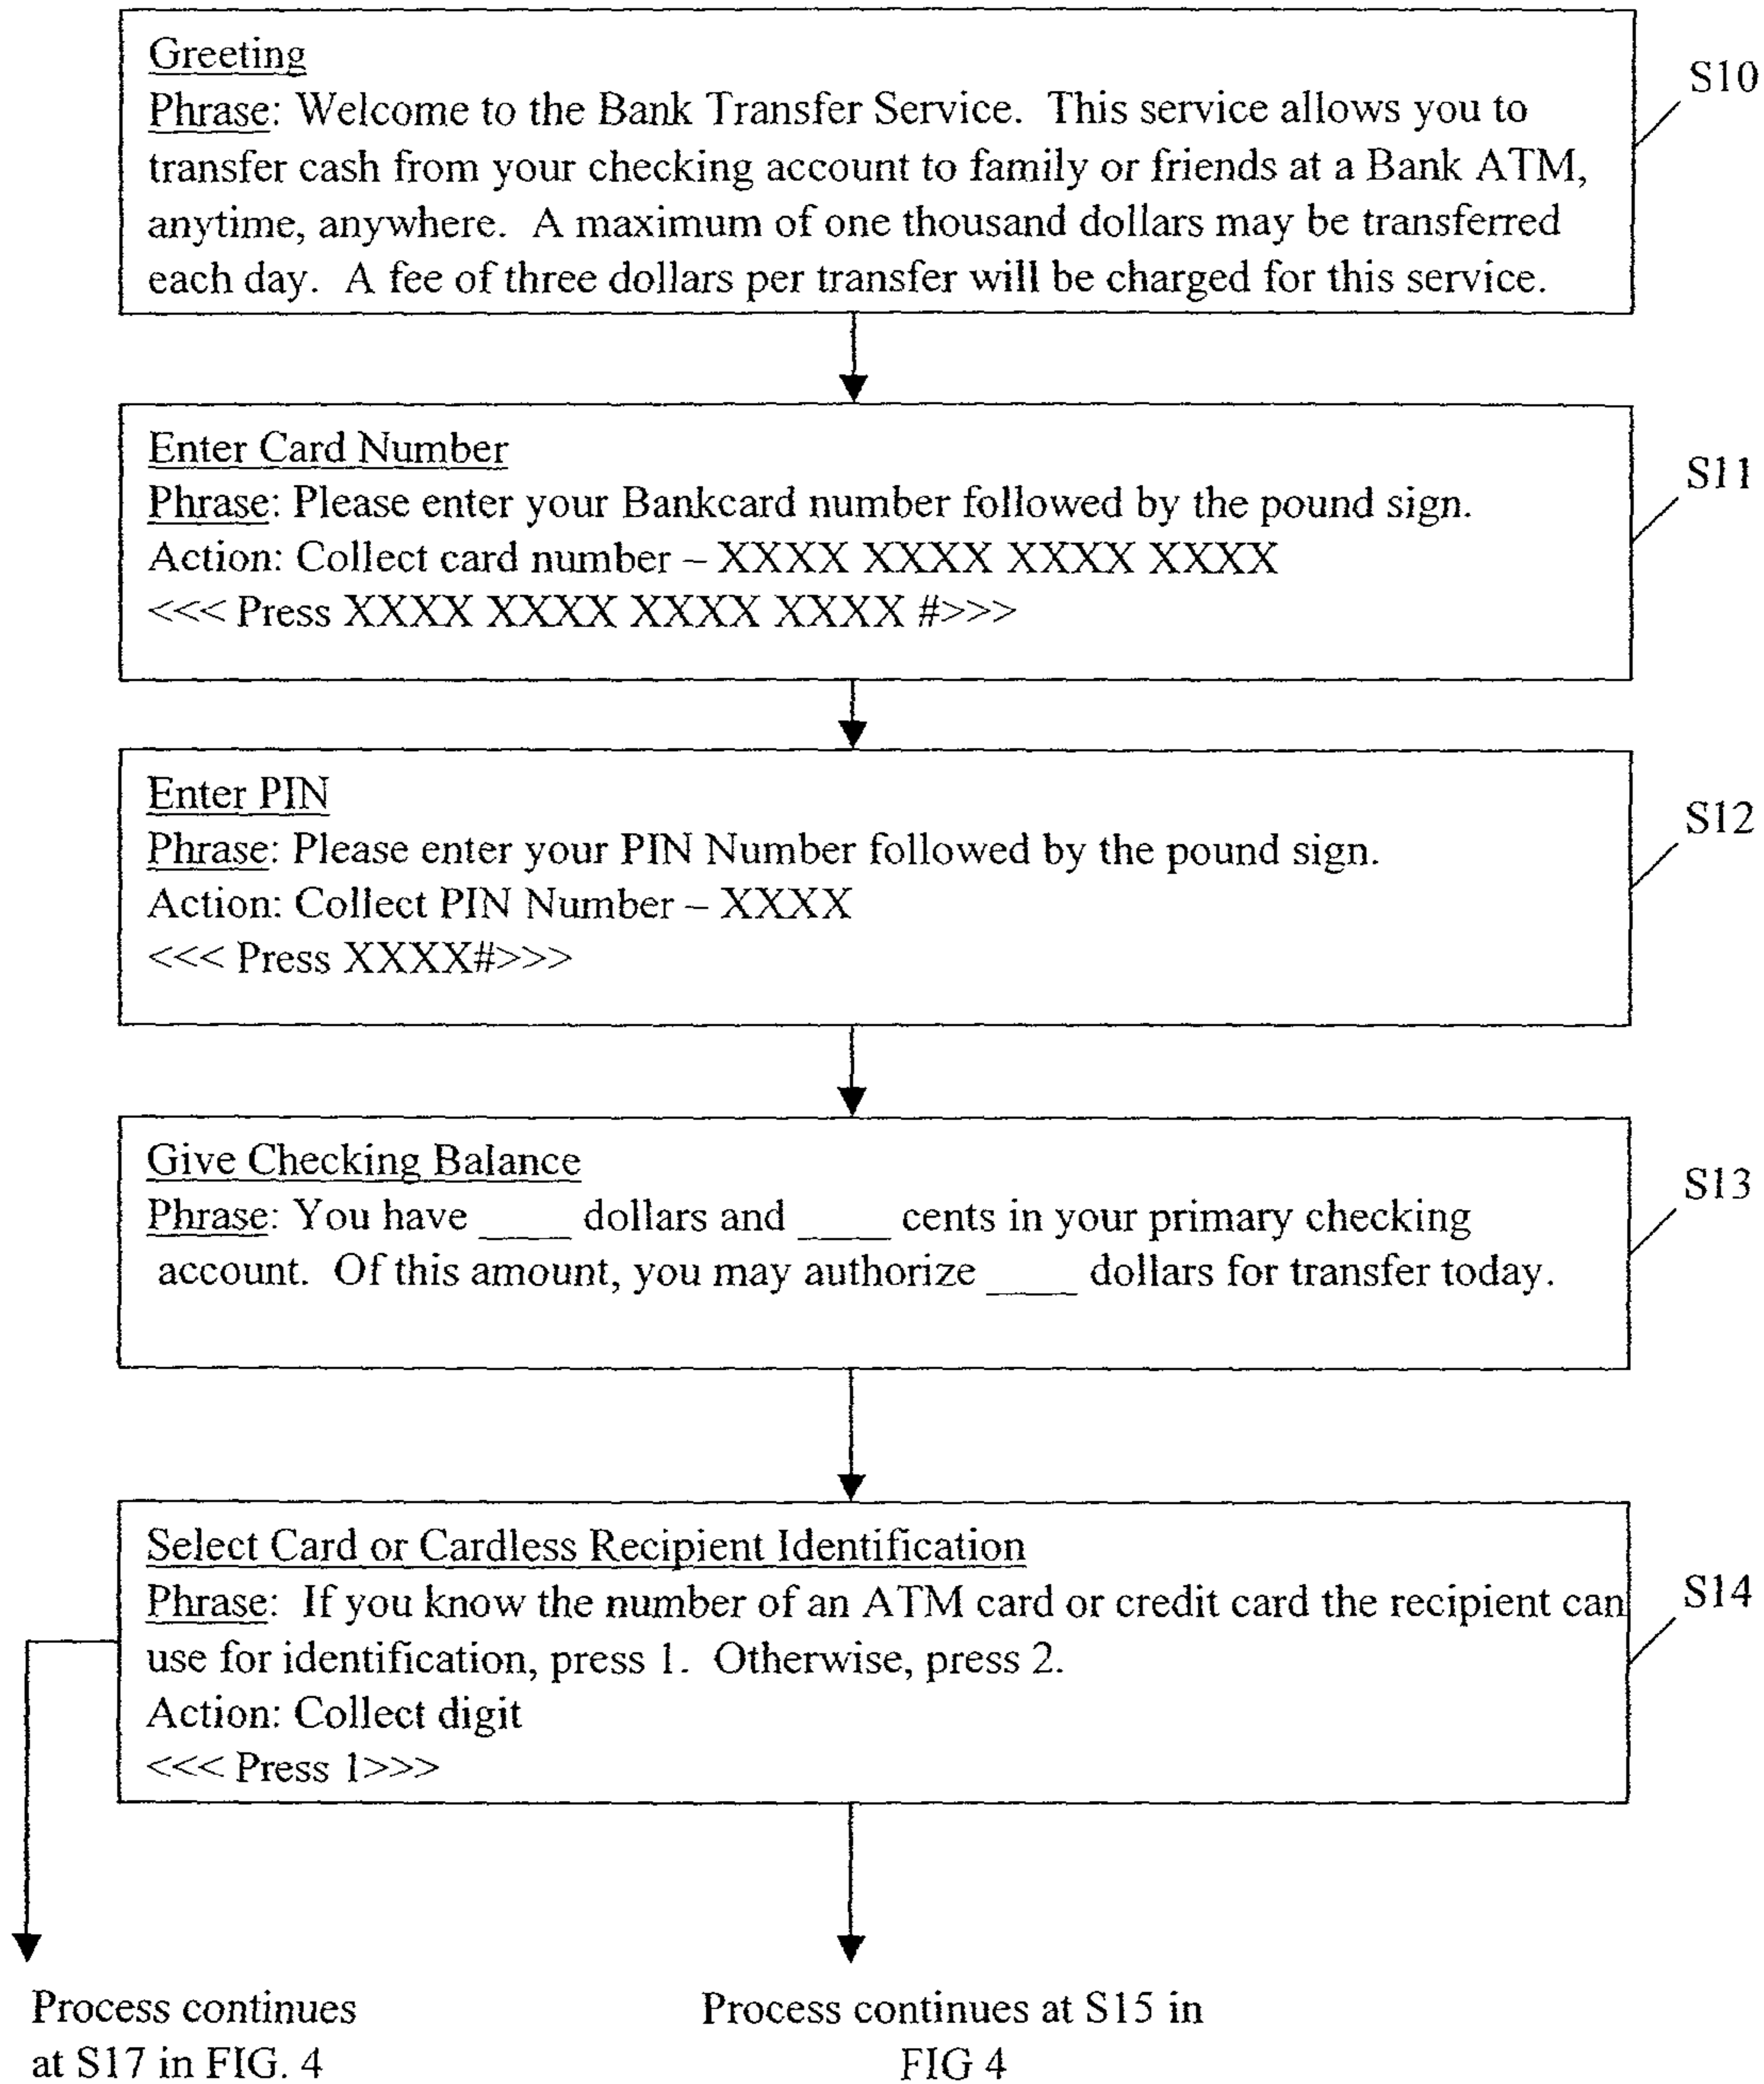 Greeting
Phrase: Welcome to the Bank Transfer Service. This service allows you to
transfer cash from your checking account to family or friends at a Bank ATM,
anytime, anywhere. A maximum of one thousand dollars may be transferred
each day. A fee of three dollars per transfer will be charged for this service.
S10
Enter Card Number
Phrase: Please enter your Bankcard number followed by the pound sign.
Action: Collect card number – XXXX XXXX XXXX XXXX
<<< Press XXXX XXXX XXXX XXXX #>>>
S11
Enter PIN
Phrase: Please enter your PIN Number followed by the pound sign.
Action: Collect PIN Number – XXXX
<<< Press XXXX#>>>
S12
Give Checking Balance
Phrase: You have ____ dollars and ____ cents in your primary checking
account. Of this amount, you may authorize ____ dollars for transfer today.
S13
Select Card or Cardless Recipient Identification
Phrase: If you know the number of an ATM card or credit card the recipient can
use for identification, press 1. Otherwise, press 2.
Action: Collect digit
<<< Press 1>>>
S14
Process continues
at S17 in FIG. 4
Process continues at S15 in
FIG 4